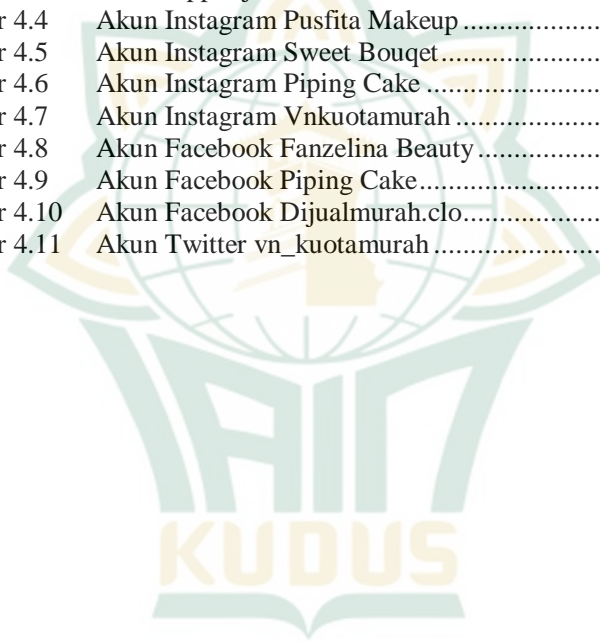 r 4.4 Akun Instagram Pusfita Makeup ..................
r 4.5 Akun Instagram Sweet Bouqet.....................
r 4.6 Akun Instagram Piping Cake .......................
r 4.7 Akun Instagram Vnkuotamurah ...................
r 4.8 Akun Facebook Fanzelina Beauty................
r 4.9 Akun Facebook Piping Cake........................
r 4.10 Akun Facebook Dijualmurah.clo..................
r 4.11 Akun Twitter vn_kuotamurah ......................
IAIN
KUDUS